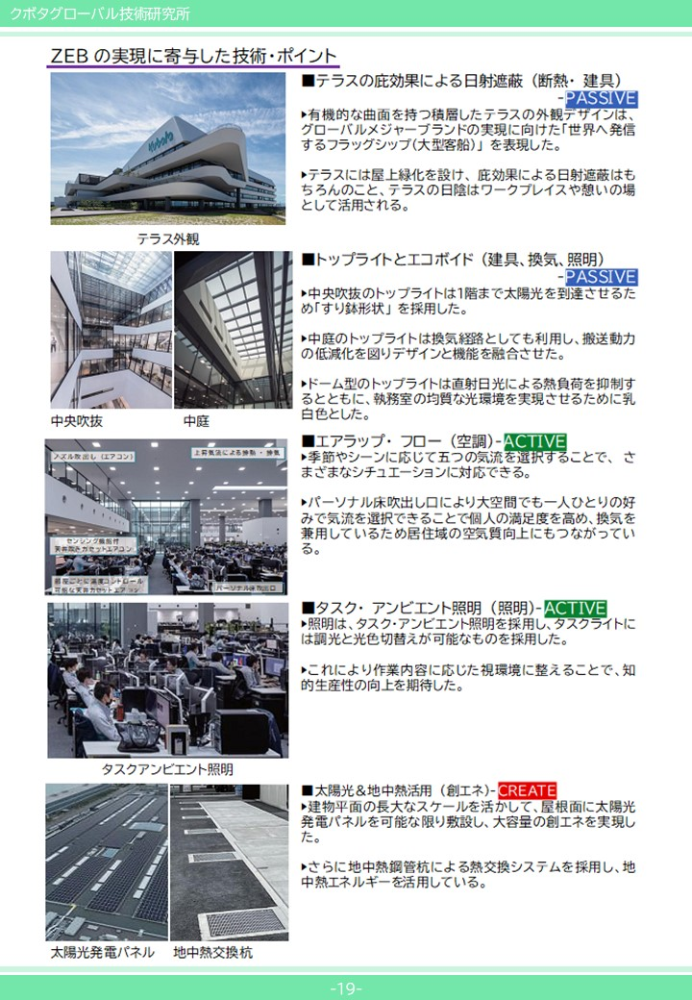 クボタグローバル技術研究所
ZEBの実現に寄与した技術・ポイント
Kubota
テラス外観
■テラスの庇効果による日射遮蔽（断熱・建具）
-PASSIVE
▶有機的な曲面を持つ積層したテラスの外観デザインは、
グローバルメジャーブランドの実現に向けた「世界へ発信
するフラッグシップ（大型客船）」を表現した。
▶テラスには屋上緑化を設け、庇効果による日射遮蔽はも
ちろんのこと、テラスの日陰はワークプレイスや憩いの場
として活用される。
中央吹抜
中庭
■トップライトとエコボイド（建具、換気、照明）
-PASSIVE
▶中央吹抜のトップライトは1階まで太陽光を到達させるた
め「すり鉢形状」を採用した。
▶中庭のトップライトは換気経路としても利用し、搬送動力
の低減化を図りデザインと機能を融合させた。
▶ドーム型のトップライトは直射日光による熱負荷を抑制す
るとともに、執務室の均質な光環境を実現させるために乳
白色とした。
ノズル吹出し（エアコン）
上昇気流による排熱・排気
センシング機能付
天井吹きカセットエアコン
銀座ごとに温度コントロール
可能な天井カセットエアコン
パーソナル床吹出口
■エアラップ・フロー（空調）-ACTIVE
▶季節やシーンに応じて五つの気流を選択することで、さ
まざまなシチュエーションに対応できる。
▶パーソナル床吹出し口により大空間でも一人ひとりの好
みで気流を選択できることで個人の満足度を高め、換気を
兼用しているため居住域の空気質向上にもつながってい
る。
タスクアンビエント照明
■タスク・アンビエント照明（照明）-ACTIVE
▶照明は、タスク・アンビエント照明を採用し、タスクライトに
は調光と光色切替えが可能なものを採用した。
▶これにより作業内容に応じた視環境に整えることで、知
的生産性の向上を期待した。
太陽光発電パネル
地中熱交換杭
■太陽光＆地中熱活用（創エネ）-CREATE
▶建物平面の長大なスケールを活かして、屋根面に太陽光
発電パネルを可能な限り敷設し、大容量の創エネを実現し
た。
▶さらに地中熱鋼管杭による熱交換システムを採用し、地
中熱エネルギーを活用している。
-19-